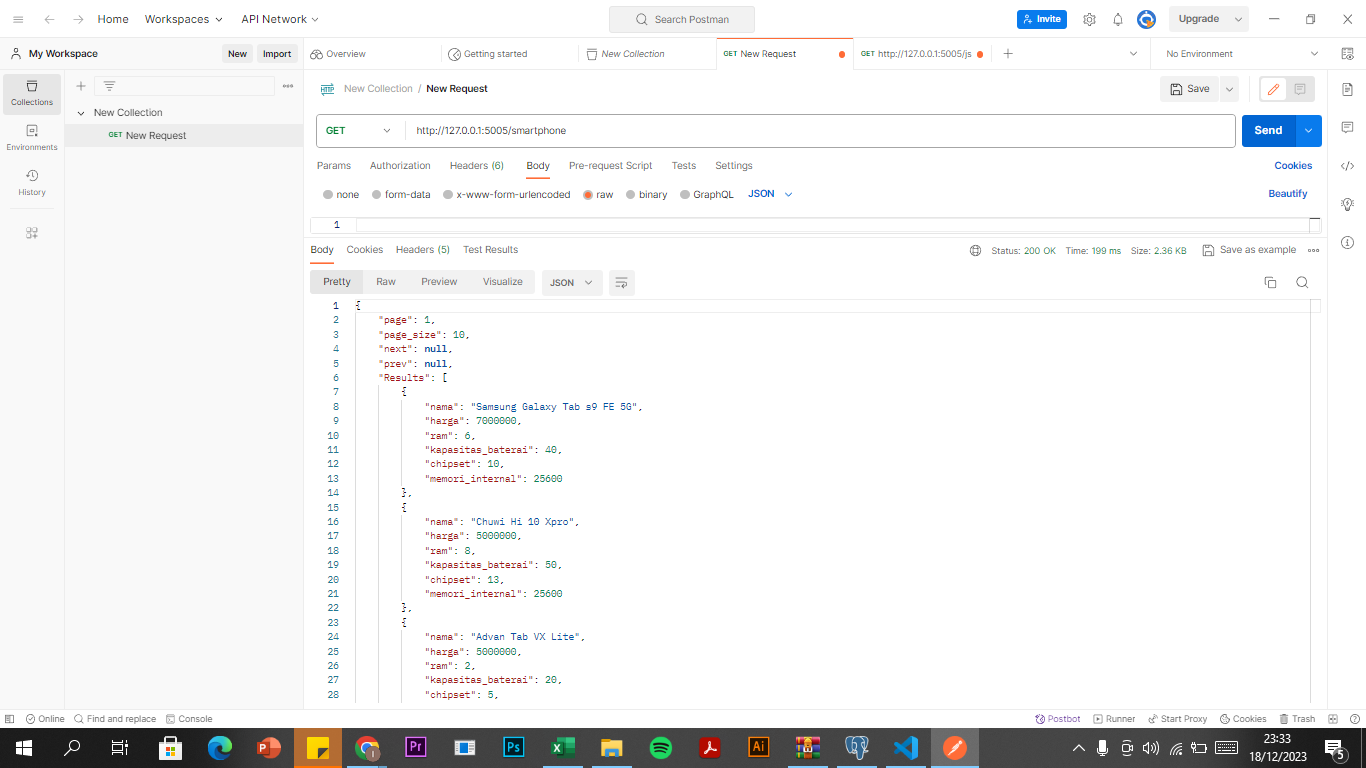 Home Workspaces API Network Search Postman Invite Upgrade
My Workspace New Import Overview Getting started New Collection GET New Request GET http://127.0.0.1:5005/js No Environment
Collections
Environments
History
New Collection
GET New Request
HTTP New Collection / New Request Save
GET http://127.0.0.1:5005/smartphone Send
Params Authorization Headers (6) Body Pre-request Script Tests Settings Cookies
none form-data x-www-form-urlencoded raw binary GraphQL JSON Beautify
1
Body Cookies Headers (5) Test Results Status: 200 OK Time: 199 ms Size: 2.36 KB Save as example
Pretty Raw Preview Visualize JSON
1 {
2 "page": 1,
3 "page_size": 10,
4 "next": null,
5 "prev": null,
6 "Results": [
7 {
8 "nama": "Samsung Galaxy Tab s9 FE 5G",
9 "harga": 7000000,
10 "ram": 6,
11 "kapasitas_baterai": 40,
12 "chipset": 10,
13 "memori_internal": 25600
14 },
15 {
16 "nama": "Chuwi Hi 10 Xpro",
17 "harga": 5000000,
18 "ram": 8,
19 "kapasitas_baterai": 50,
20 "chipset": 13,
21 "memori_internal": 25600
22 },
23 {
24 "nama": "Advan Tab VX Lite",
25 "harga": 5000000,
26 "ram": 2,
27 "kapasitas_baterai": 20,
28 "chipset": 5,
Online Find and replace Console Postbot Runner Start Proxy Cookies Trash
Pr Ps Ai
23:33
18/12/2023
5